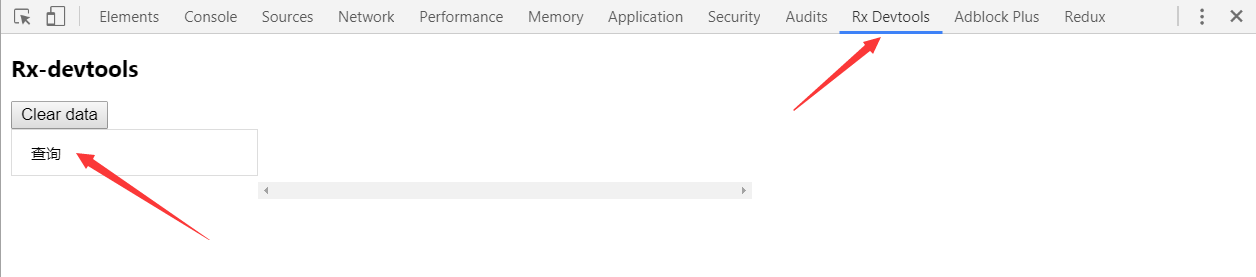 Elements Console Sources Network Performance Memory Application Security Audits Rx Devtools Adblock Plus Redux
Rx-devtools
Clear data
查询